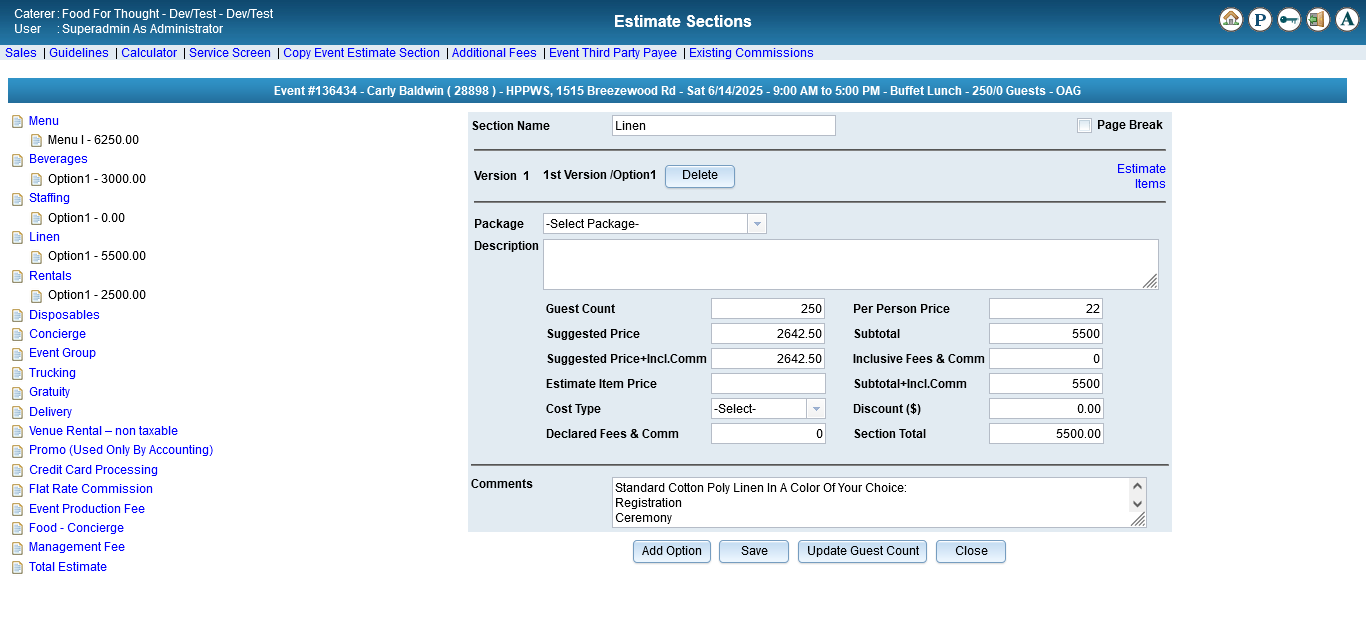 Caterer : Food For Thought - Dev/Test - Dev/Test
User : Superadmin As Administrator
Estimate Sections
P
A
Sales | Guidelines | Calculator | Service Screen | Copy Event Estimate Section | Additional Fees | Event Third Party Payee | Existing Commissions
Event #136434 - Carly Baldwin ( 28898 ) - HPPWS, 1515 Breezewood Rd - Sat 6/14/2025 - 9:00 AM to 5:00 PM - Buffet Lunch - 250/0 Guests - OAG
Menu
Menu I - 6250.00
Beverages
Option1 - 3000.00
Staffing
Option1 - 0.00
Linen
Option1 - 5500.00
Rentals
Option1 - 2500.00
Disposables
Concierge
Event Group
Trucking
Gratuity
Delivery
Venue Rental – non taxable
Promo (Used Only By Accounting)
Credit Card Processing
Flat Rate Commission
Event Production Fee
Food - Concierge
Management Fee
Total Estimate
Section Name Linen Page Break
Version 1 1st Version /Option1 Delete
Estimate
Items
Package -Select Package-
Description
Guest Count 250 Per Person Price 22
Suggested Price 2642.50 Subtotal 5500
Suggested Price+Incl.Comm 2642.50 Inclusive Fees & Comm 0
Estimate Item Price Subtotal+Incl.Comm 5500
Cost Type -Select- Discount ($) 0.00
Declared Fees & Comm 0 Section Total 5500.00
Comments Standard Cotton Poly Linen In A Color Of Your Choice:
Registration
Ceremony
Add Option Save Update Guest Count Close